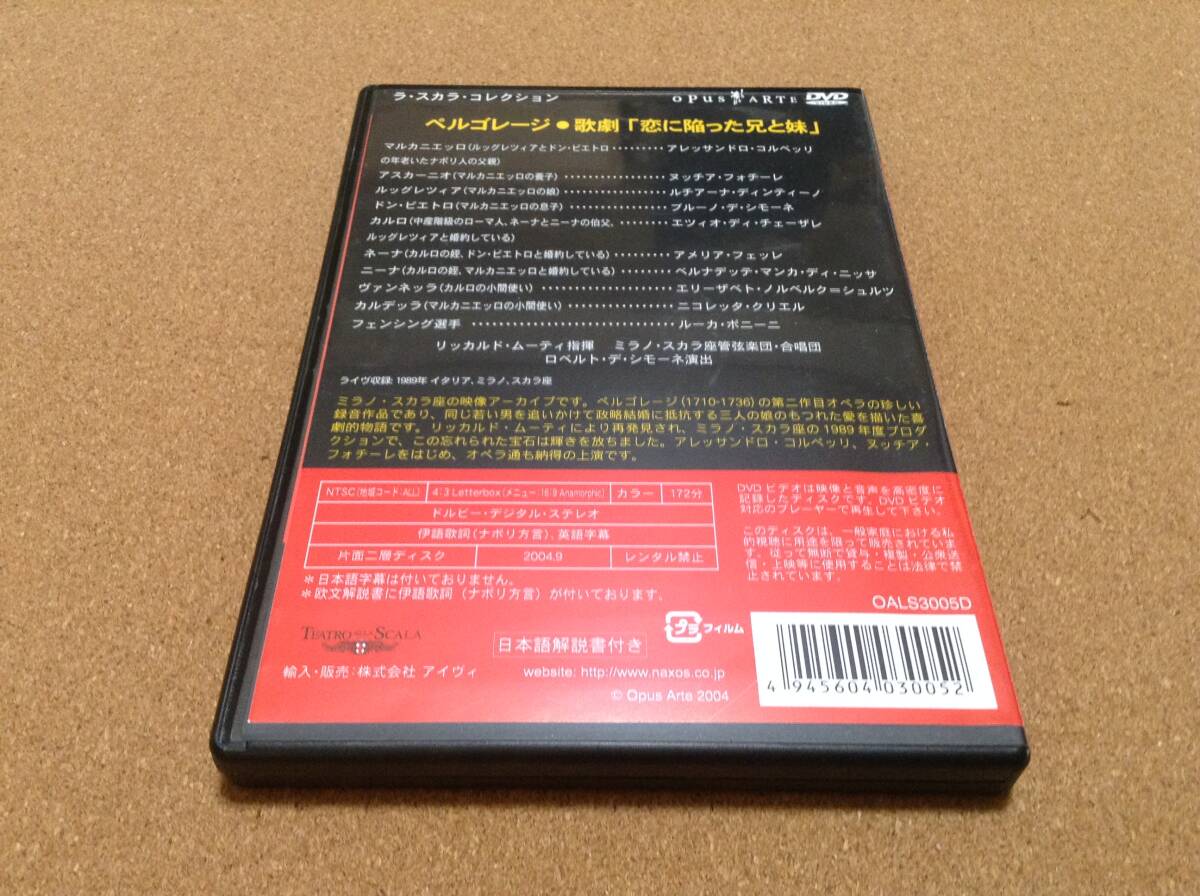 ラ・スカラ・コレクション
OPUS ARTE
DVD
VIDEO
ペルゴレージ●歌劇「恋に陥った兄と妹」
マルカニエッロ(ルッグレツィアとドン・ピエトロ ‥‥‥‥ アレッサンドロ・コルベッリ
の年老いたナポリ人の父親)
アスカーニオ(マルカニエッロの養子) ‥‥‥‥‥‥‥‥ ヌッチア・フォチーレ
ルッグレツィア(マルカニエッロの娘) ‥‥‥‥‥‥‥‥ ルチアーナ・ディンティーノ
ドン・ピエトロ(マルカニエッロの息子) ‥‥‥‥‥‥‥ ブルーノ・デ・シモーネ
カルロ(中産階級のローマ人、ネーナとニーナの伯父、 ‥‥‥‥ エツィオ・ディ・チェーザレ
ルッグレツィアと婚約している)
ネーナ(カルロの姪、ドン・ピエトロと婚約している) ‥‥‥‥ アメリア・フェッレ
ニーナ(カルロの姪、マルカニエッロと婚約している) ‥‥‥‥ ベルナデッテ・マンカ・ディ・ニッサ
ヴァンネッラ(カルロの小間使い) ‥‥‥‥‥‥‥‥‥‥ エリーザベト・ノルベルク=シュルツ
カルデッラ(マルカニエッロの小間使い) ‥‥‥‥‥‥‥‥ ニコレッタ・クリエル
フェンシング選手 ‥‥‥‥‥‥‥‥‥‥‥‥‥‥‥ ルーカ・ボニーニ
リッカルド・ムーティ指揮 ミラノ・スカラ座管弦楽団・合唱団
ロベルト・デ・シモーネ演出
ライヴ収録: 1989年 イタリア、ミラノ、スカラ座
ミラノ・スカラ座の映像アーカイブです。ペルゴレージ(1710-1736)の第二作目オペラの珍しい
録音作品であり、同じ若い男を追いかけて政略結婚に抵抗する三人の娘のもつれた愛を描いた喜
劇的物語です。リッカルド・ムーティにより再発見され、ミラノ・スカラ座の1989年度プロダ
クションで、この忘れられた宝石は輝きを放ちました。アレッサンドロ・コルベッリ、ヌッチア・
フォチーレをはじめ、オペラ通も納得の上演です。
NTSC(地域コード:ALL) 4:3 Letterbox(メニュー:16:9 Anamorphic) カラー 172分
ドルビー・デジタル・ステレオ
伊語歌詞(ナポリ方言)、英語字幕
片面二層ディスク 2004.9 レンタル禁止
*日本語字幕は付いておりません。
*欧文解説書に伊語歌詞(ナポリ方言)が付いております。
DVDビデオは映像と音声を高密度に
記録したディスクです。DVDビデオ
対応のプレーヤーで再生して下さい。
このディスクは、一般家庭における私
的視聴に用途を限って販売されていま
す。従って無断で貸与・複製・公衆送
信・上映等に使用することは法律で禁
止されています。
OALS3005D
TEATRO ALLA SCALA
日本語解説書付き
プラ フィルム
輸入・販売:株式会社 アイヴィ
website: http://www.naxos.co.jp
© Opus Arte 2004
4 945604 030052